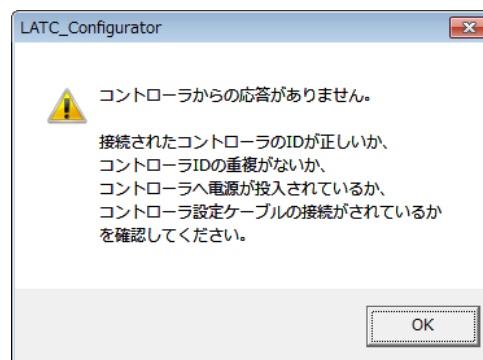 LATC_Configurator
コントローラからの応答がありません。
接続されたコントローラのIDが正しいか、
コントローラIDの重複がないか、
コントローラへ電源が投入されているか、
コントローラ設定ケーブルの接続がされているか
を確認してください。
OK